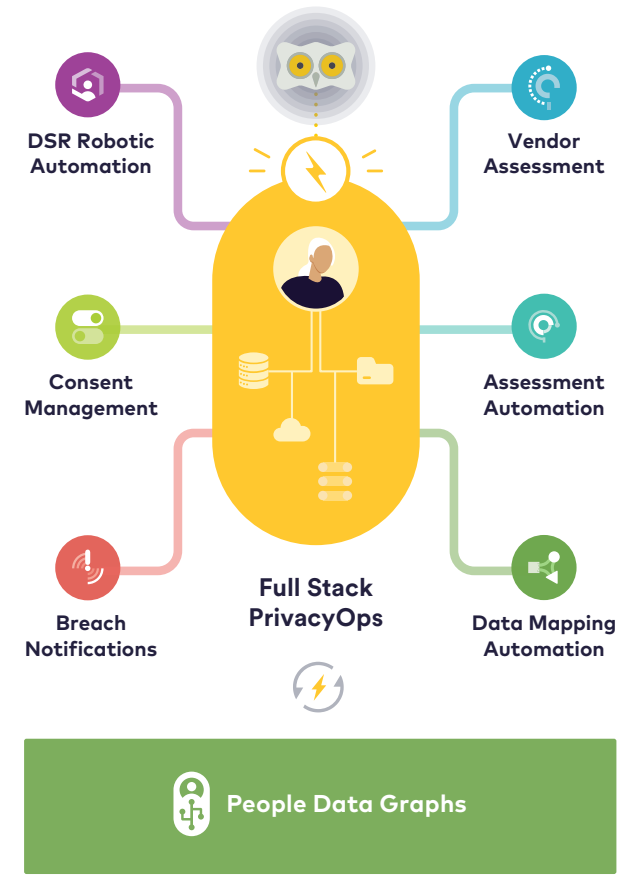 DSR Robotic
Automation
Vendor
Assessment
Consent
Management
Assessment
Automation
Full Stack
PrivacyOps
Breach
Notifications
Data Mapping
Automation
People Data Graphs